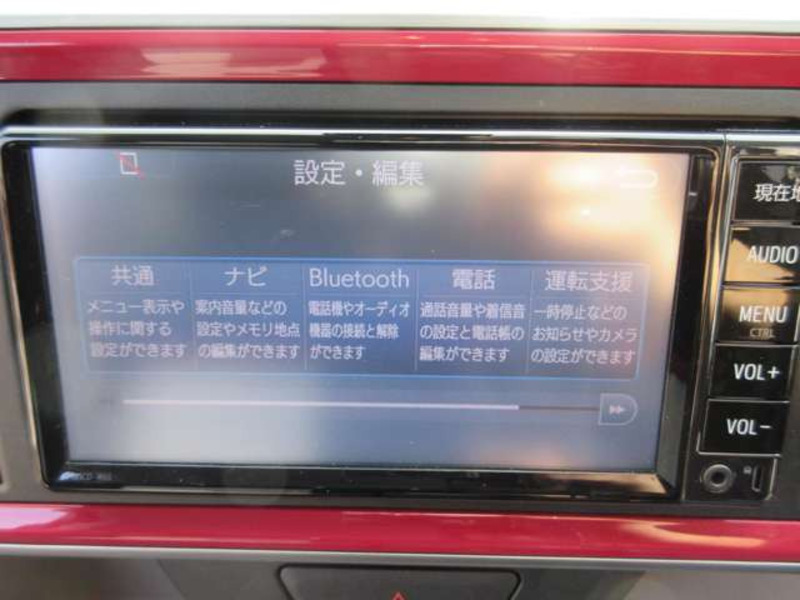 設定・編集
現在地
共通
メニュー表示や
操作に関する
設定ができます
ナビ
案内音量などの
設定やメモリ地点
の編集ができます
Bluetooth
電話機やオーディオ
機器の接続と解除
ができます
電話
通話音量や着信音
の設定と電話帳の
編集ができます
運転支援
一時停止などの
お知らせやカメラ
の設定ができます
AUDIO
MENU
CTRL
VOL+
VOL-